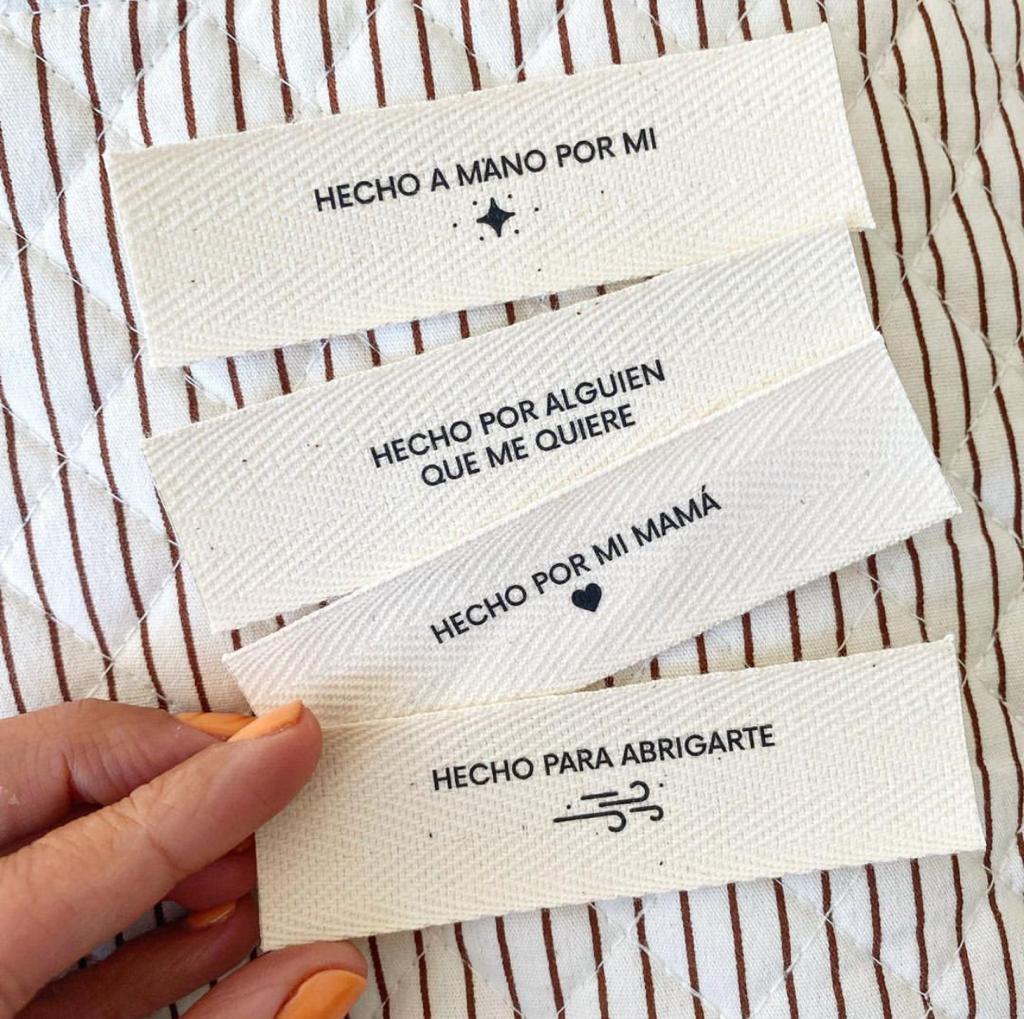 HECHO A MANO POR MI
HECHO POR ALGUIEN
QUE ME QUIERE
HECHO POR MI MAMÁ
HECHO PARA ABRIGARTE